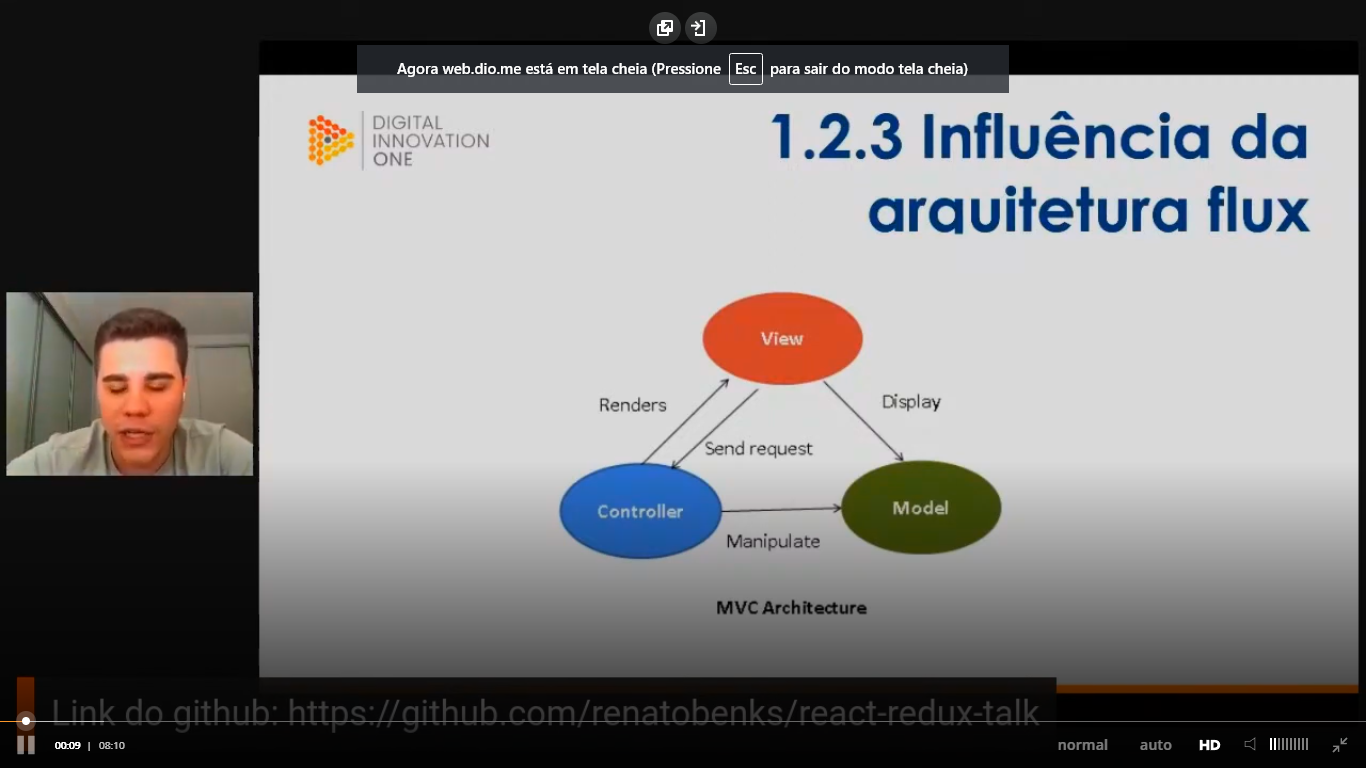 Agora web.dio.me está em tela cheia (Pressione Esc para sair do modo tela cheia)
DIGITAL
INNOVATION
ONE
1.2.3 Influência da
arquitetura flux
View
Renders
Display
Send request
Controller
Model
Manipulate
MVC Architecture
Link do github: https://github.com/renatobenks/react-redux-talk
00:09 | 08:10
normal auto HD